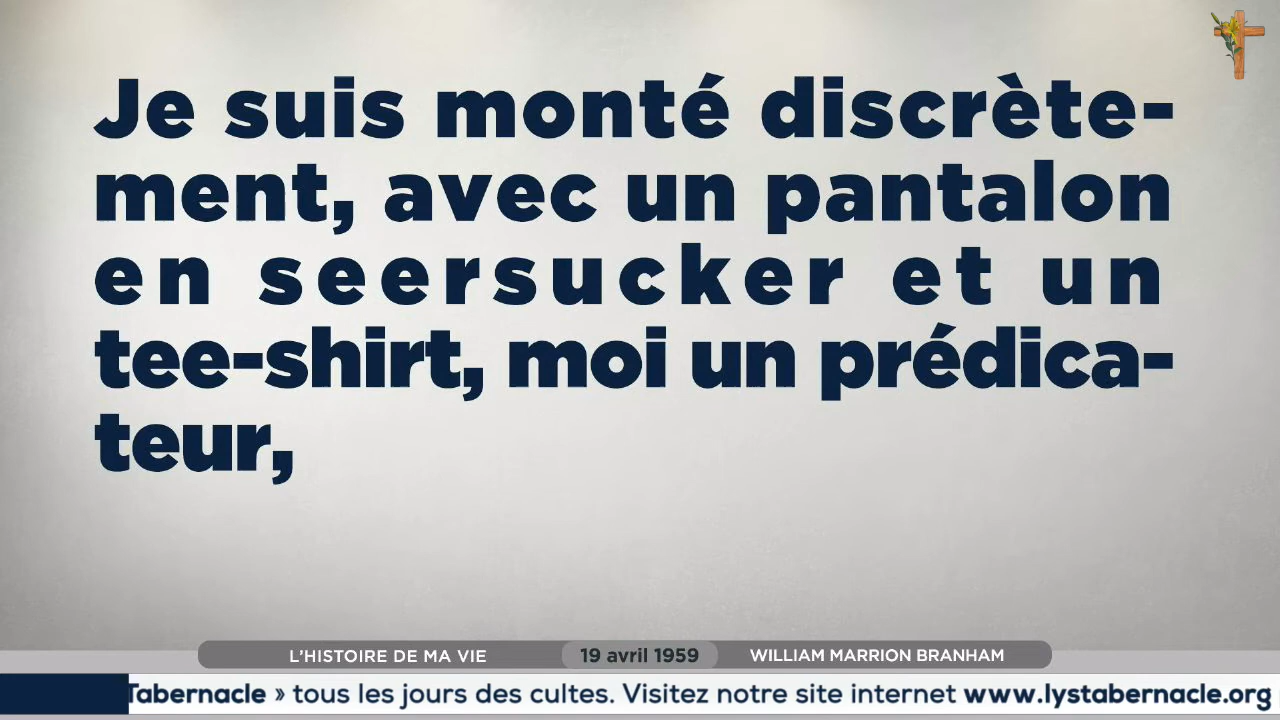 Je suis monté discrète-
ment, avec un pantalon
en seersucker et un
tee-shirt, moi un prédica-
teur,
L'HISTOIRE DE MA VIE 19 avril 1959 WILLIAM MARRION BRANHAM
Tabernacle » tous les jours des cultes. Visitez notre site internet www.lystabernacle.org